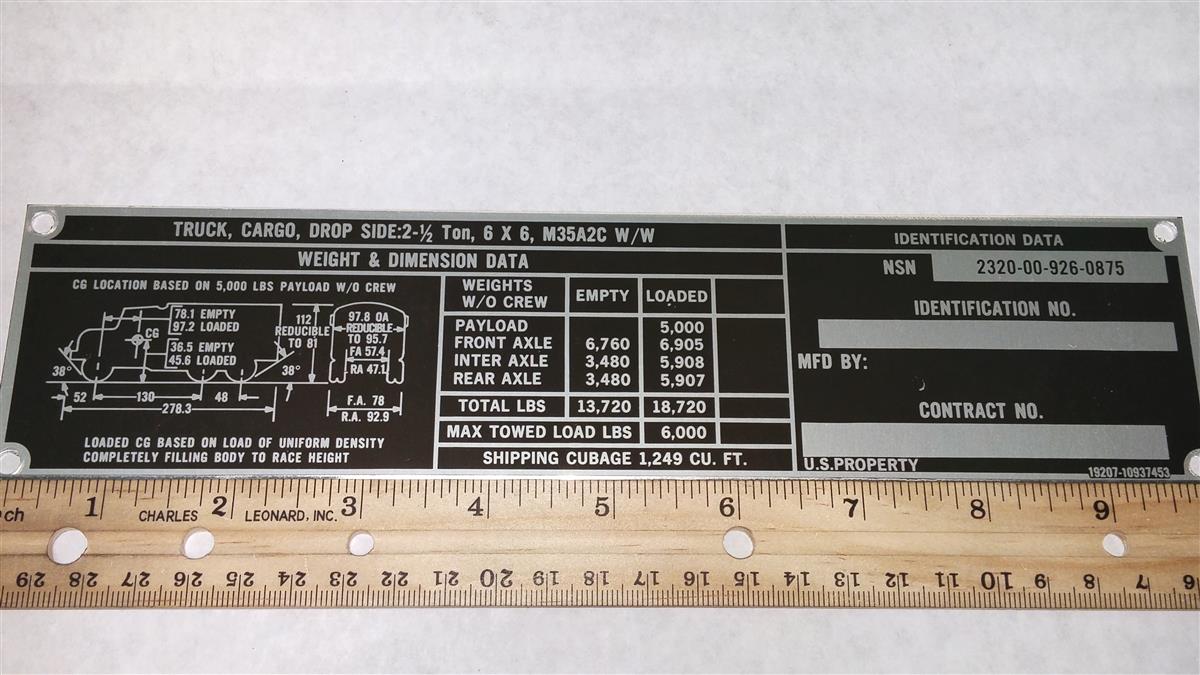 TRUCK, CARGO, DROP SIDE:2-½ Ton, 6 X 6, M35A2C W/W
WEIGHT & DIMENSION DATA
CG LOCATION BASED ON 5,000 LBS PAYLOAD W/O CREW
78.1 EMPTY
97.2 LOADED
CG
36.5 EMPTY
45.6 LOADED
38°
38°
112
REDUCIBLE
TO 81
52
130
48
278.3
97.8 OA
REDUCIBLE
TO 95.7
FA 57.4
RA 47.1
F.A. 78
R.A. 92.9
LOADED CG BASED ON LOAD OF UNIFORM DENSITY
COMPLETELY FILLING BODY TO RACE HEIGHT
WEIGHTS W/O CREW EMPTY LOADED
PAYLOAD 5,000
FRONT AXLE 6,760 6,905
INTER AXLE 3,480 5,908
REAR AXLE 3,480 5,907
TOTAL LBS 13,720 18,720
MAX TOWED LOAD LBS 6,000
SHIPPING CUBAGE 1,249 CU. FT.
IDENTIFICATION DATA
NSN 2320-00-926-0875
IDENTIFICATION NO.
MFD BY:
CONTRACT NO.
U.S.PROPERTY
19207-10937453
1 2 3 4 5 6 7 8 9
CHARLES LEONARD, INC.
29 28 27 26 25 24 23 22 21 20 19 18 17 16 15 14 13 12 11 10 9 8 7 6